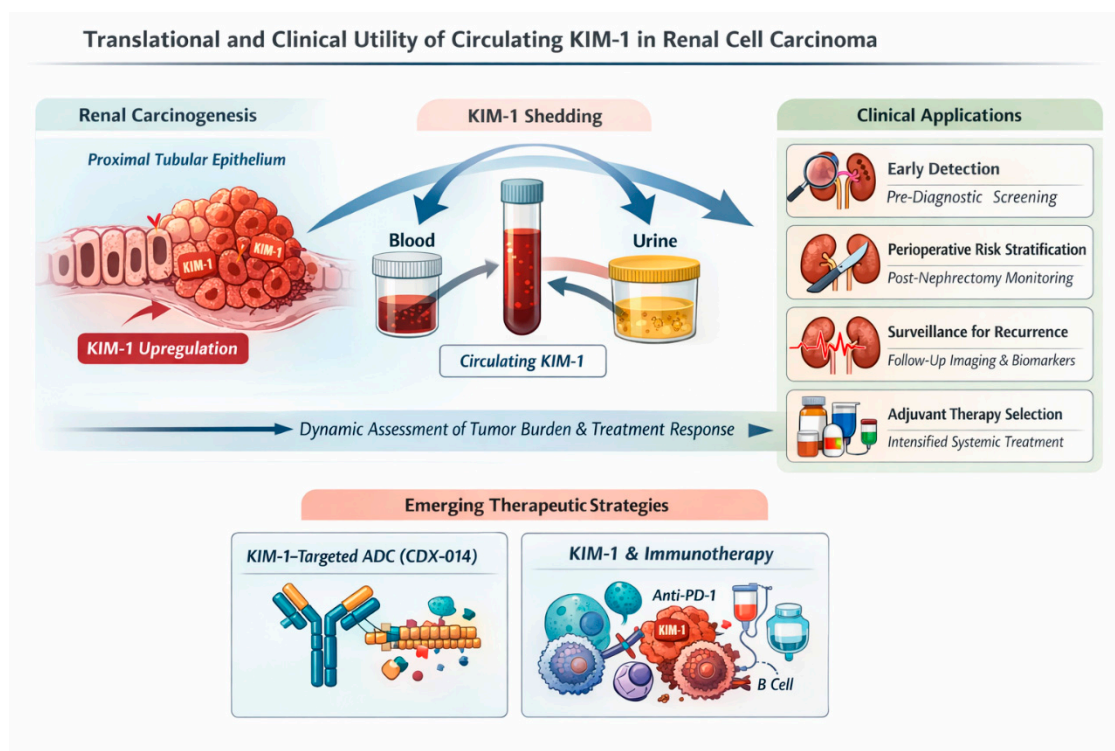 Translational and Clinical Utility of Circulating KIM-1 in Renal Cell Carcinoma
Renal Carcinogenesis
Proximal Tubular Epithelium
KIM-1
KIM-1
KIM-1 Upregulation
KIM-1 Shedding
Blood
Urine
Circulating KIM-1
Dynamic Assessment of Tumor Burden & Treatment Response
Clinical Applications
Early Detection
Pre-Diagnostic Screening
Perioperative Risk Stratification
Post-Nephrectomy Monitoring
Surveillance for Recurrence
Follow-Up Imaging & Biomarkers
Adjuvant Therapy Selection
Intensified Systemic Treatment
Emerging Therapeutic Strategies
KIM-1–Targeted ADC (CDX-014)
KIM-1 & Immunotherapy
Anti-PD-1
KIM-1
B Cell